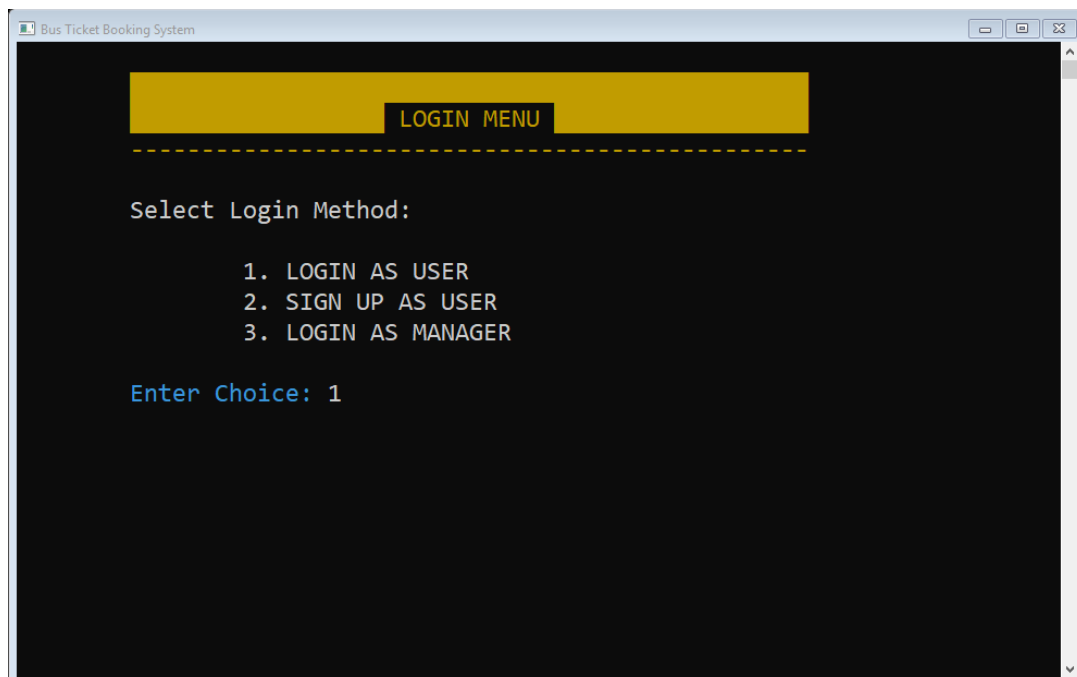 Bus Ticket Booking System
LOGIN MENU
------------------------------------------------
Select Login Method:
1. LOGIN AS USER
2. SIGN UP AS USER
3. LOGIN AS MANAGER
Enter Choice: 1